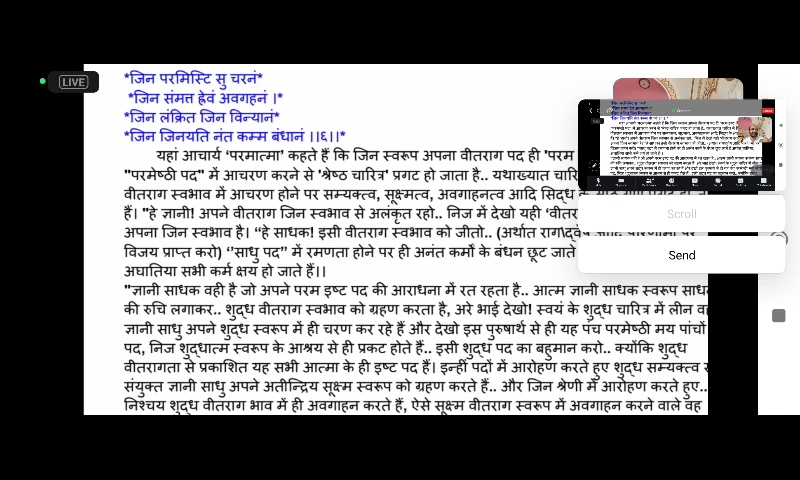 LIVE
*जिन परमिस्टि सु चरनं*
*जिन संमत्त ह्रेवं अवगहनं ।*
*जिन लंक्रित जिन विन्यानं*
*जिन जिनयति नंत कम्म बंधानं ।।६।।*
यहां आचार्य 'परमात्मा' कहते हैं कि जिन स्वरूप अपना वीतराग पद ही 'परम
"परमेष्ठी पद" में आचरण करने से 'श्रेष्ठ चारित्र' प्रगट हो जाता है.. यथाख्यात
वीतराग स्वभाव में आचरण होने पर सम्यक्त्व, सूक्ष्मत्व, अवगाहनत्व आदि सिद्ध
हैं। "हे ज्ञानी! अपने वीतराग जिन स्वभाव से अलंकृत रहो.. निज में देखो यही
अपना जिन स्वभाव है। “हे साधक! इसी वीतराग स्वभाव को जीतो.. (अर्थात
विजय प्राप्त करो) ‘’साधु पद” में रमणता होने पर ही अनंत कर्मों के बंधन छूट जाते
अघातिया सभी कर्म क्षय हो जाते हैं।।
"ज्ञानी साधक वही है जो अपने परम इष्ट पद की आराधना में रत रहता है.. आत्म ज्ञानी साधक स्वरूप
की रुचि लगाकर.. शुद्ध वीतराग स्वभाव को ग्रहण करता है, अरे भाई देखो! स्वयं के शुद्ध चारित्र में लीन
ज्ञानी साधु अपने शुद्ध स्वरूप में ही चरण कर रहे हैं और देखो इस पुरुषार्थ से ही यह पंच परमेष्ठी मय पांचों
पद, निज शुद्धात्म स्वरूप के आश्रय से ही प्रकट होते हैं.. इसी शुद्ध पद का बहुमान करो.. क्योंकि शुद्ध
वीतरागता से प्रकाशित यह सभी आत्मा के ही इष्ट पद हैं। इन्हीं पदों में आरोहण करते हुए शुद्ध सम्यक्त्व
संयुक्त ज्ञानी साधु अपने अतीन्द्रिय सूक्ष्म स्वरूप को ग्रहण करते हैं.. और जिन श्रेणी में आरोहण करते हुए..
निश्चय शुद्ध वीतराग भाव में ही अवगाहन करते हैं, ऐसे सूक्ष्म वीतराग स्वरूप में अवगाहन करने वाले वह
Scroll
Send